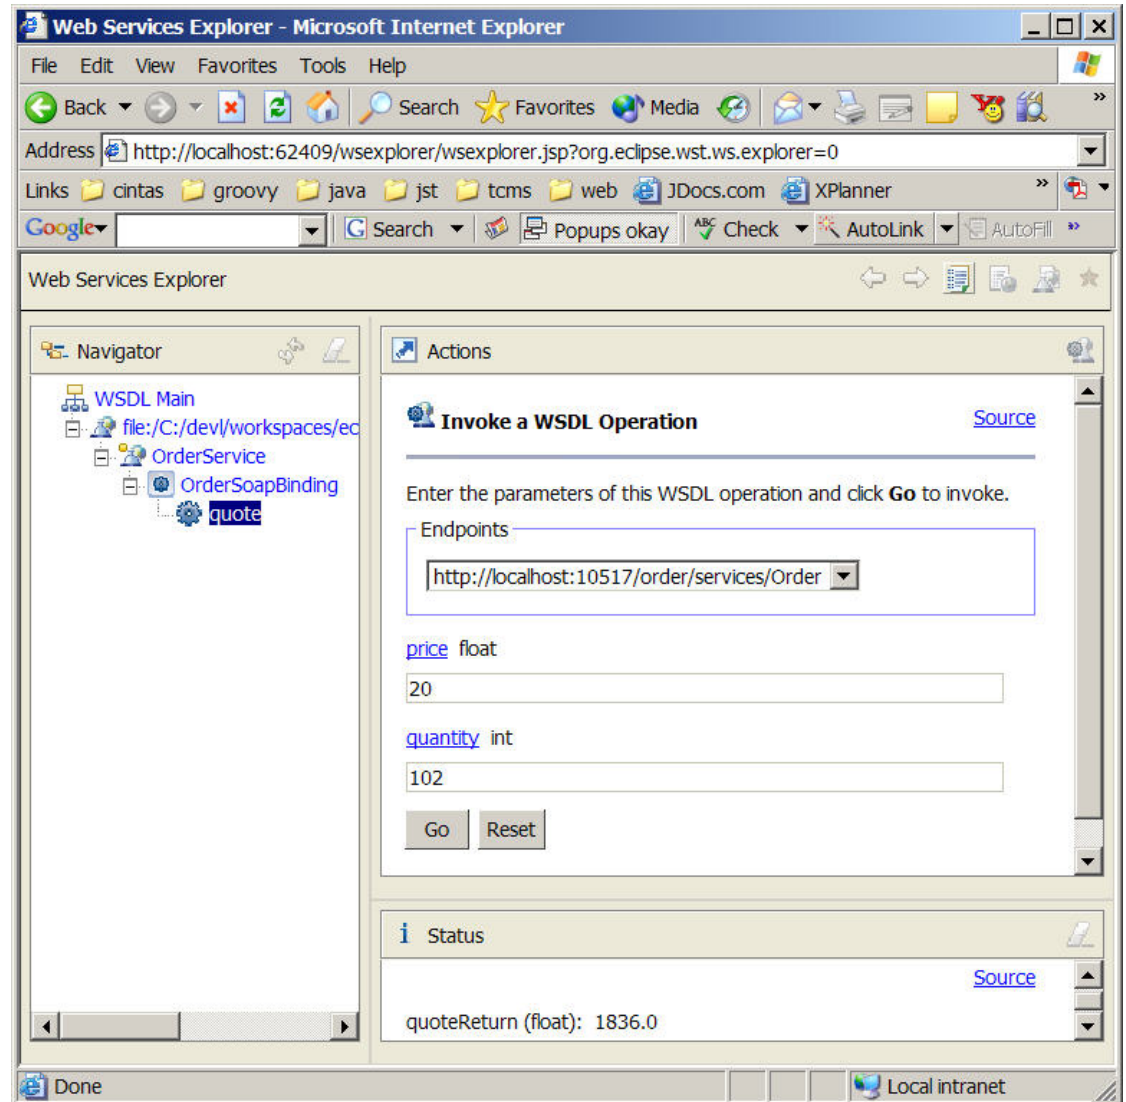 Web Services Explorer - Microsoft Internet Explorer
File Edit View Favorites Tools Help
Back Search Favorites Media »
Address http://localhost:62409/wsexplorer/wsexplorer.jsp?org.eclipse.wst.ws.explorer=0
Links cintas groovy java jst tcms web JDocs.com XPlanner »
Google G Search Popups okay ABC Check AutoLink AutoFill »
Web Services Explorer
Navigator
WSDL Main
file:/C:/devl/workspaces/ec
OrderService
OrderSoapBinding
quote
Actions
Invoke a WSDL Operation Source
Enter the parameters of this WSDL operation and click Go to invoke.
Endpoints
http://localhost:10517/order/services/Order
price float
20
quantity int
102
Go Reset
i Status
Source
quoteReturn (float): 1836.0
Done Local intranet